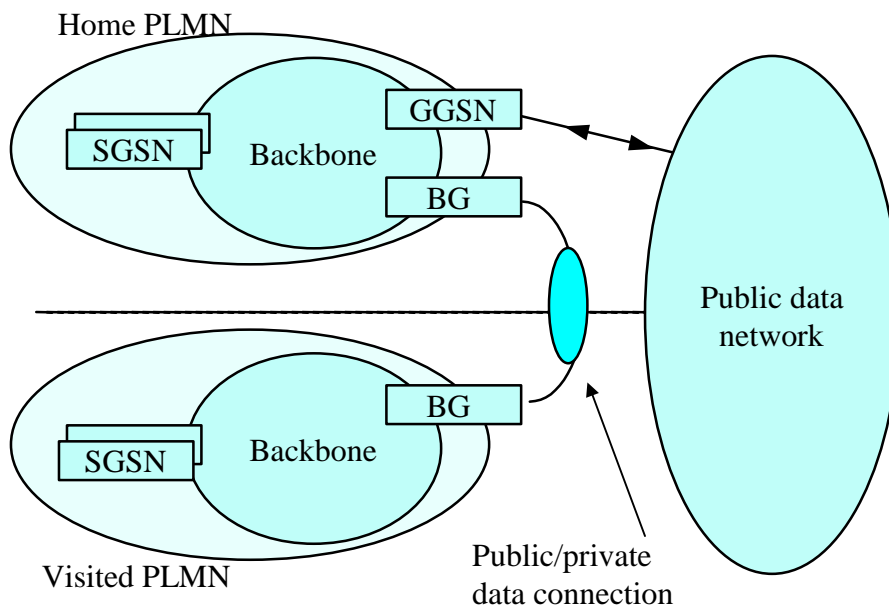 Home PLMN
GGSN
SGSN
Backbone
BG
Public data
network
BG
SGSN
Backbone
Public/private
data connection
Visited PLMN